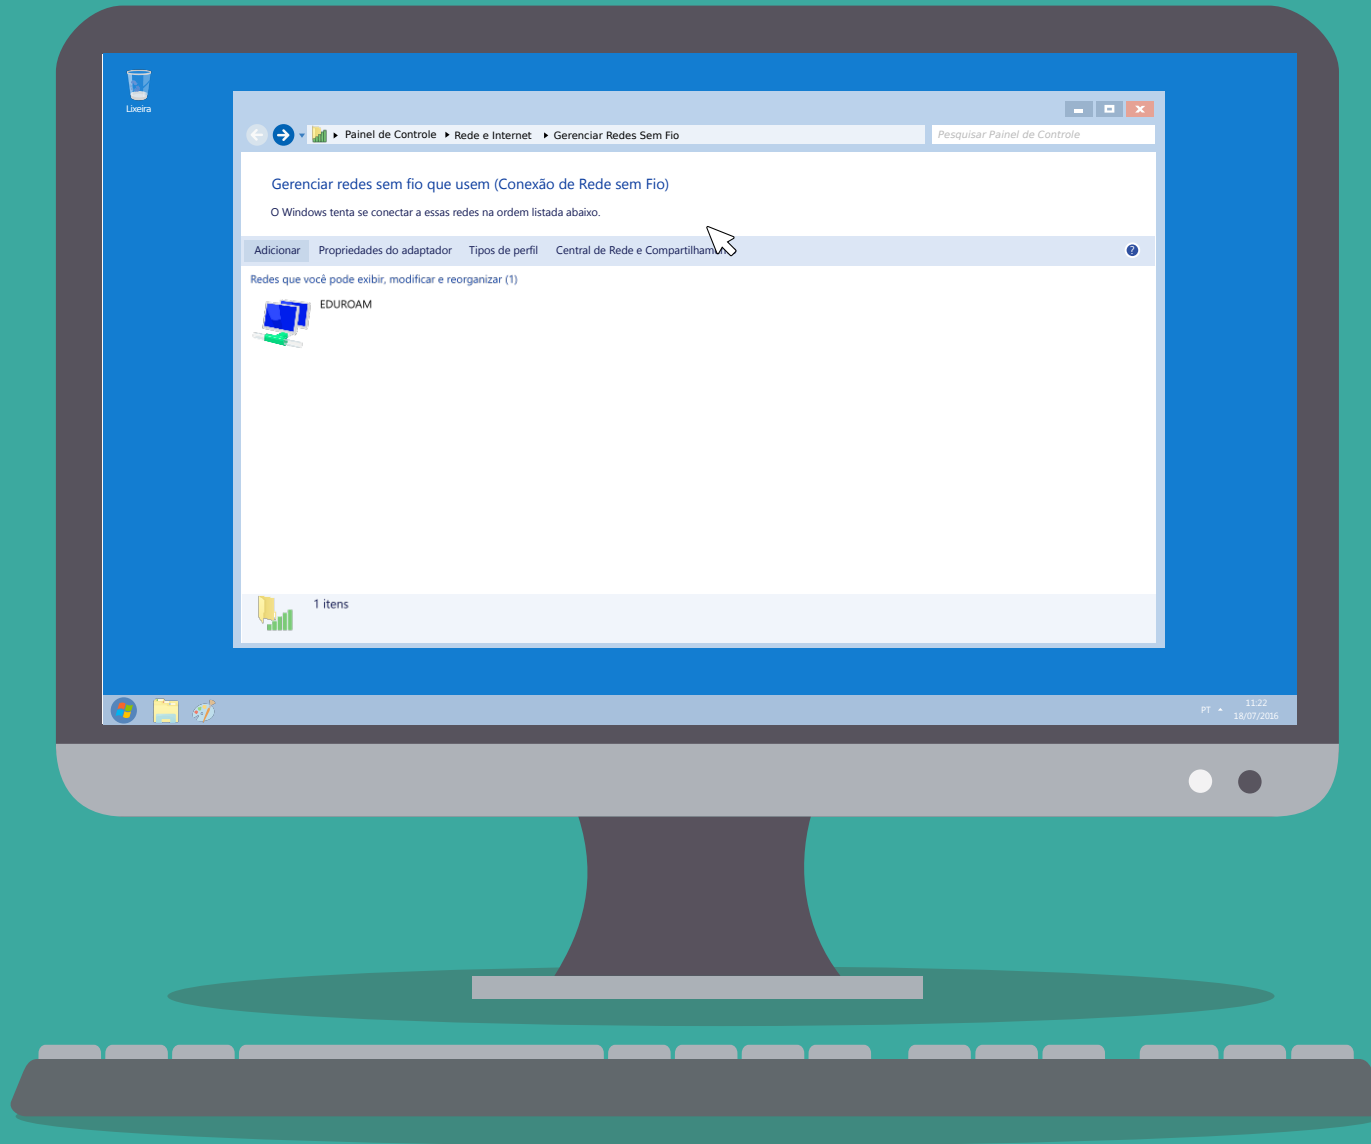 Lixeira
Painel de Controle Rede e Internet Gerenciar Redes Sem Fio
Pesquisar Painel de Controle
Gerenciar redes sem fio que usem (Conexão de Rede sem Fio)
O Windows tenta se conectar a essas redes na ordem listada abaixo.
Adicionar Propriedades do adaptador Tipos de perfil Central de Rede e ?
Redes que você pode exibir, modificar e reorganizar (1)
EDUROAM
1 itens
PT 11:22
18/07/2016